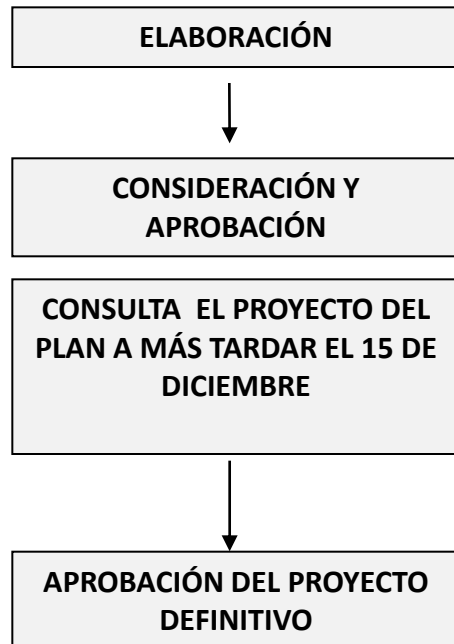 ELABORACIÓN
CONSIDERACIÓN Y
APROBACIÓN
CONSULTA EL PROYECTO DEL
PLAN A MÁS TARDAR EL 15 DE
DICIEMBRE
APROBACIÓN DEL PROYECTO
DEFINITIVO